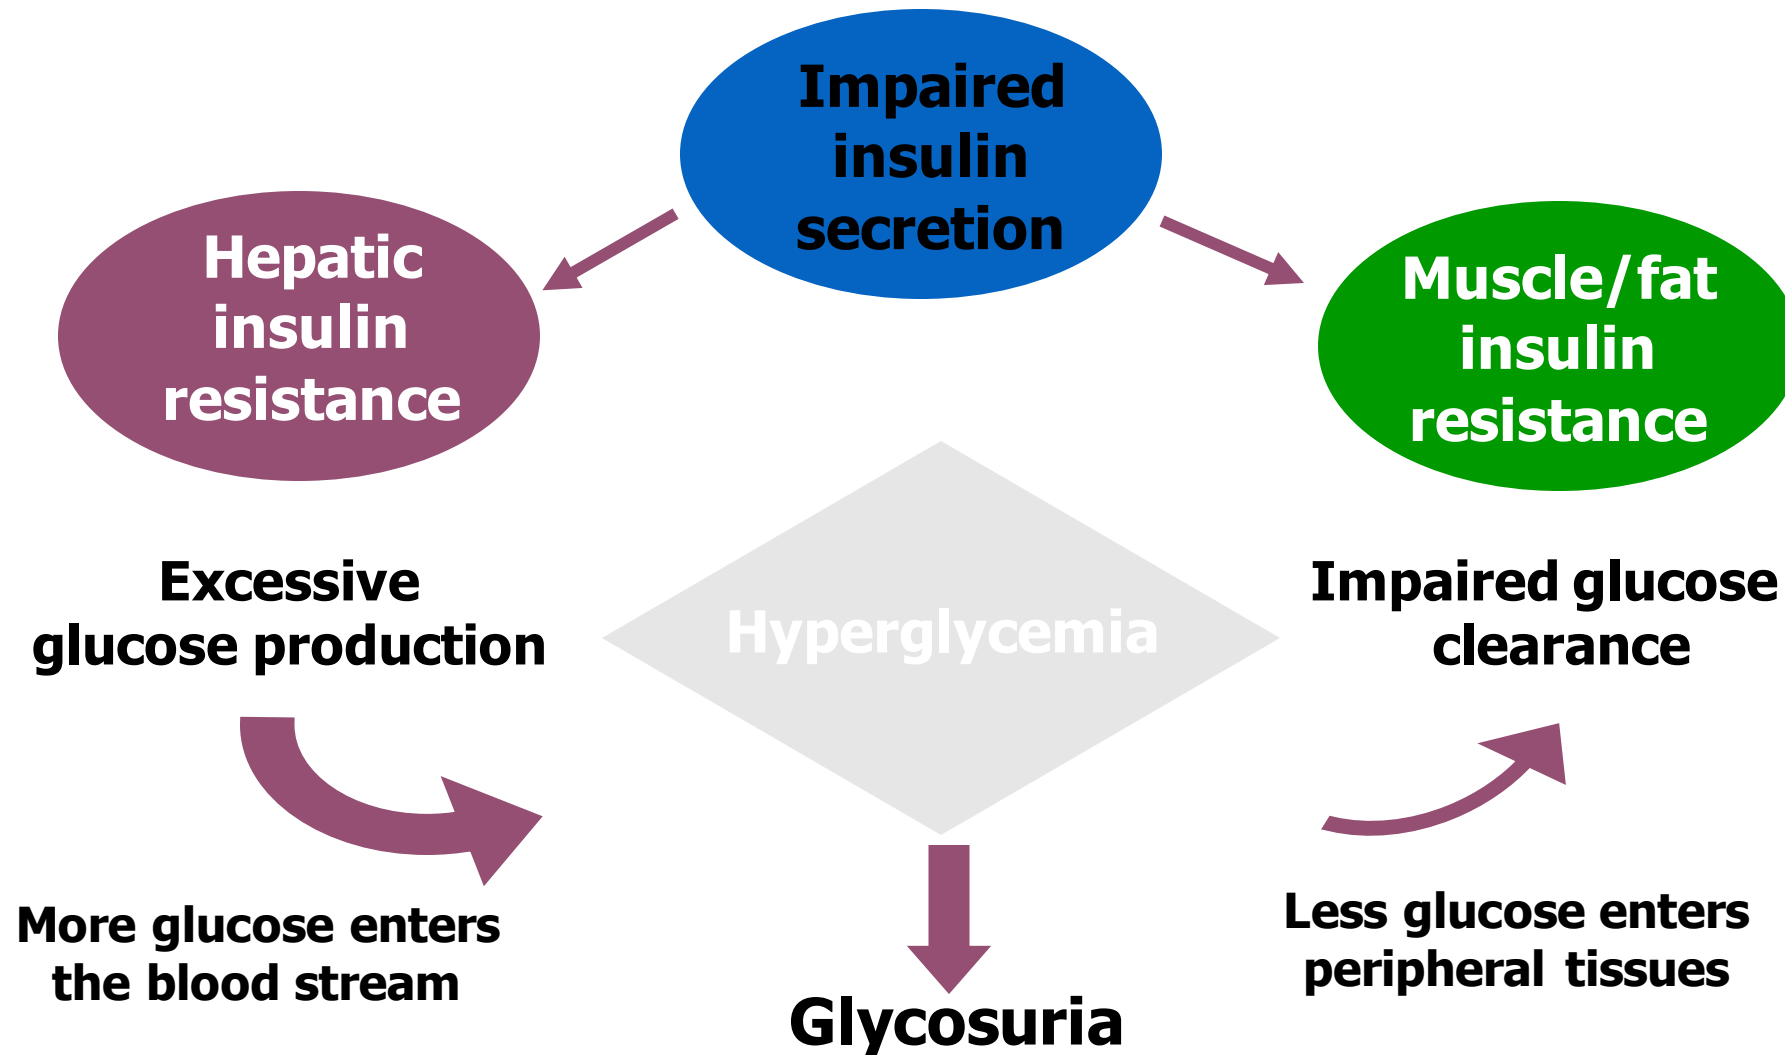 Impaired
insulin
secretion
Hepatic
insulin
resistance
Muscle/fat
insulin
resistance
Excessive
glucose production
Hyperglycemia
Impaired glucose
clearance
More glucose enters
the blood stream
Less glucose enters
peripheral tissues
Glycosuria